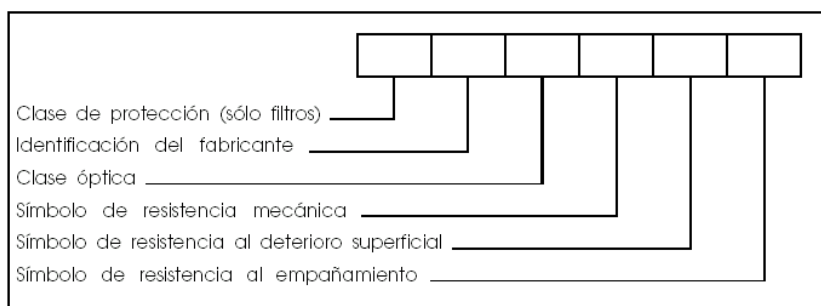 Clase de protección (sólo filtros)
Identificación del fabricante
Clase óptica
Símbolo de resistencia mecánica
Símbolo de resistencia al deterioro superficial
Símbolo de resistencia al empañamiento